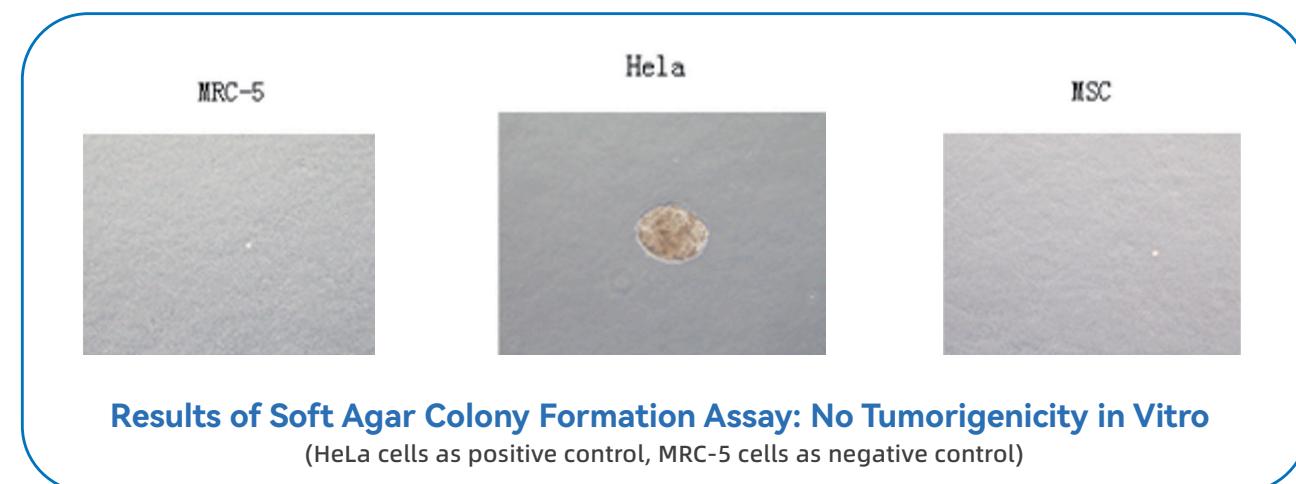 MRC-5
Hela
MSC
Results of Soft Agar Colony Formation Assay: No Tumorigenicity in Vitro
(HeLa cells as positive control, MRC-5 cells as negative control)